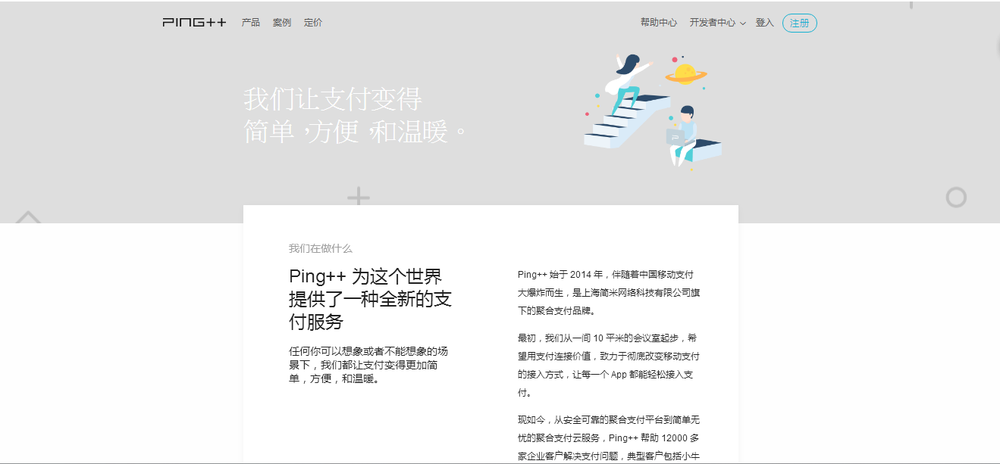 PING++ 产品 案例 定价 帮助中心 开发者中心 登入 注册
我们让支付变得
简单，方便，和温暖。
我们在做什么
Ping++ 为这个世界
提供了一种全新的支
付服务
任何你可以想象或者不能想象的场
景下，我们都让支付变得更加简
单，方便，和温暖。
Ping++ 始于 2014 年，伴随着中国移动支付
大爆炸而生，是上海简米网络科技有限公司旗
下的聚合支付品牌。
最初，我们从一间 10 平米的会议室起步，希
望用支付连接价值，致力于彻底改变移动支付
的接入方式，让每一个 App 都能轻松接入支
付。
现如今，从安全可靠的聚合支付平台到简单无
忧的聚合支付云服务，Ping++ 帮助 12000 多
家企业客户解决支付问题，典型客户包括小牛